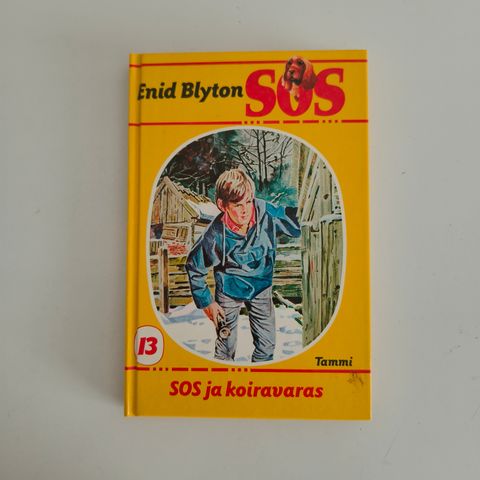 Enid Blyton SOS
13
Tammi
SOS ja koiravaras